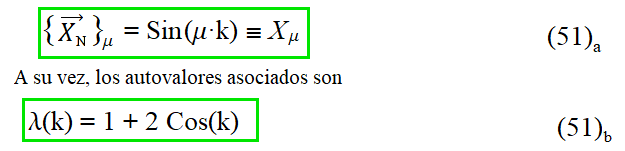 {X⃗_N}_μ = Sin(μ·k) ≡ X_μ (51)_a
A su vez, los autovalores asociados son
λ(k) = 1 + 2 Cos(k) (51)_b